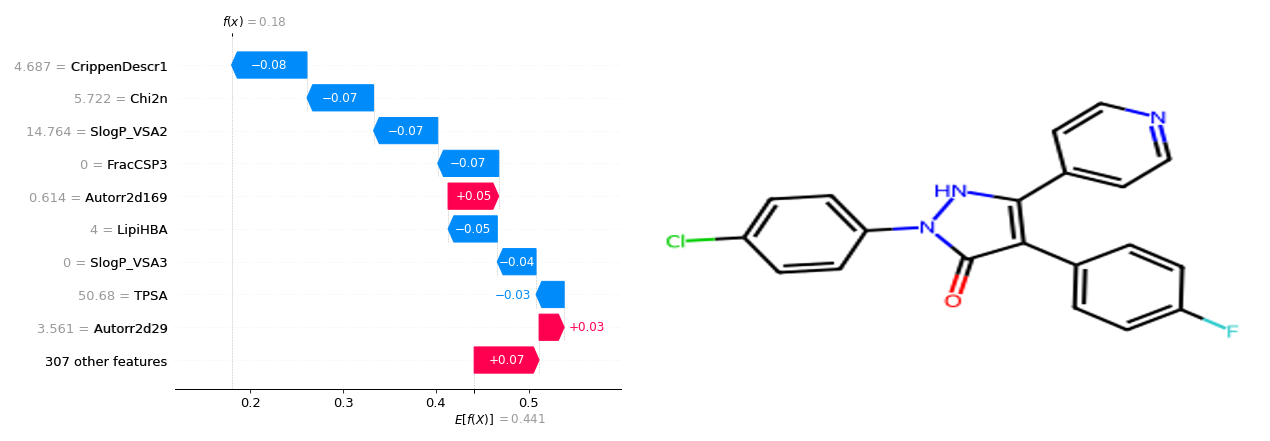 f(x) = 0.18
4.687 = CrippenDescr1
−0.08
5.722 = Chi2n
−0.07
14.764 = SlogP_VSA2
−0.07
0 = FracCSP3
−0.07
0.614 = Autorr2d169
+0.05
4 = LipiHBA
−0.05
0 = SlogP_VSA3
−0.04
50.68 = TPSA
−0.03
3.561 = Autorr2d29
+0.03
307 other features
+0.07
0.2 0.3 0.4 0.5
E[f(X)] = 0.441
N
HN
N
Cl
O
F